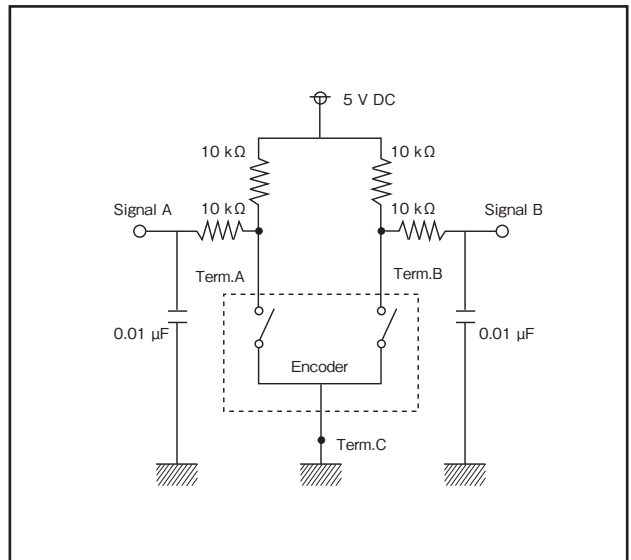 5 V DC
10 kΩ 10 kΩ
Signal A 10 kΩ 10 kΩ Signal B
Term.A Term.B
0.01 µF 0.01 µF
Encoder
Term.C